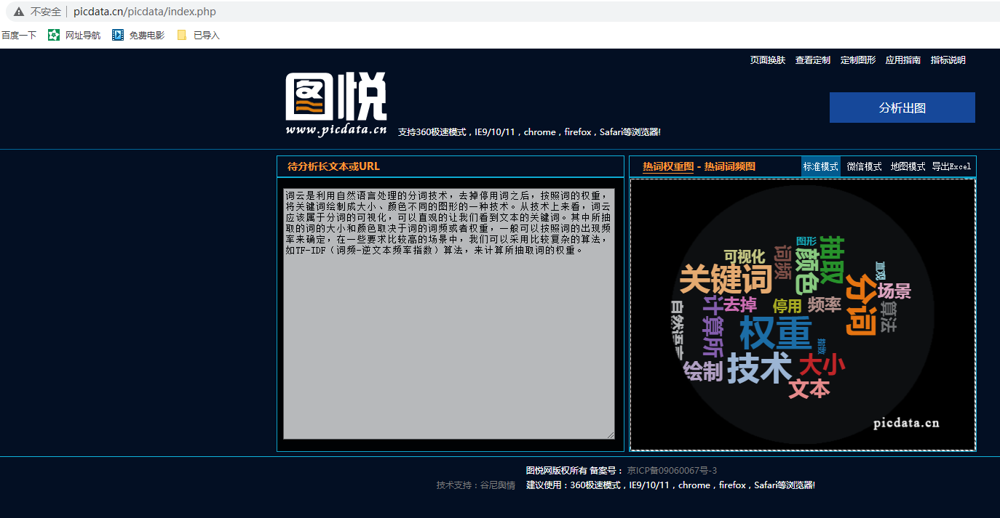 不安全 picdata.cn/picdata/index.php
百度一下 网址导航 免费电影 已导入
页面换肤 查看定制 定制图形 应用指南 指标说明
图悦
www.picdata.cn
支持360极速模式，IE9/10/11，chrome，firefox，Safari等浏览器!
分析出图
待分析长文本或URL
词云是利用自然语言处理的分词技术，去掉停用词之后，按照词的权重，
将关键词绘制成大小、颜色不同的图形的一种技术。从技术上来看，词云
应该属于分词的可视化，可以直观的让我们看到文本的关键词。其中所抽
取的词的大小和颜色取决于词的词频或者权重，一般可以按照词的出现频
率来确定，在一些要求比较高的场景中，我们可以采用比较复杂的算法，
如TF-IDF（词频-逆文本频率指数）算法，来计算所抽取词的权重。
热词权重图 - 热词词频图 标准模式 微信模式 地图模式 导出Excel
图形
抽取
可视化
词频
颜色
直观
关键词
分词
场景
自然语言
计算所
去掉
停用
频率
算法
权重
指数
绘制
技术
大小
文本
picdata.cn
图悦网版权所有 备案号： 京ICP备09060067号-3
技术支持：谷尼舆情 建议使用：360极速模式，IE9/10/11，chrome，firefox，Safari等浏览器!